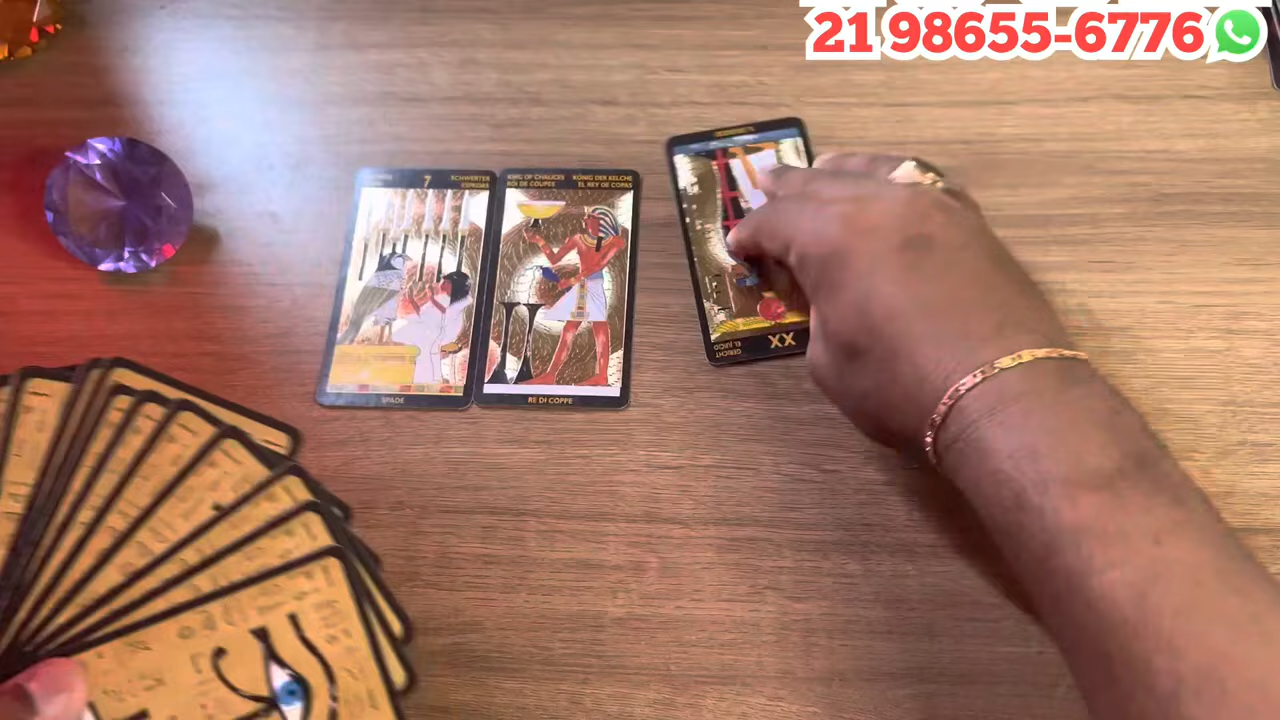 21 98655-6776
7
SCHWERTER
ESPADAS
KING OF CHALICES
ROI DE COUPES
KÖNIG DER KELCHE
EL REY DE COPAS
SPADE
RE DI COPPE
XX
GERICHT
EL JUICIO